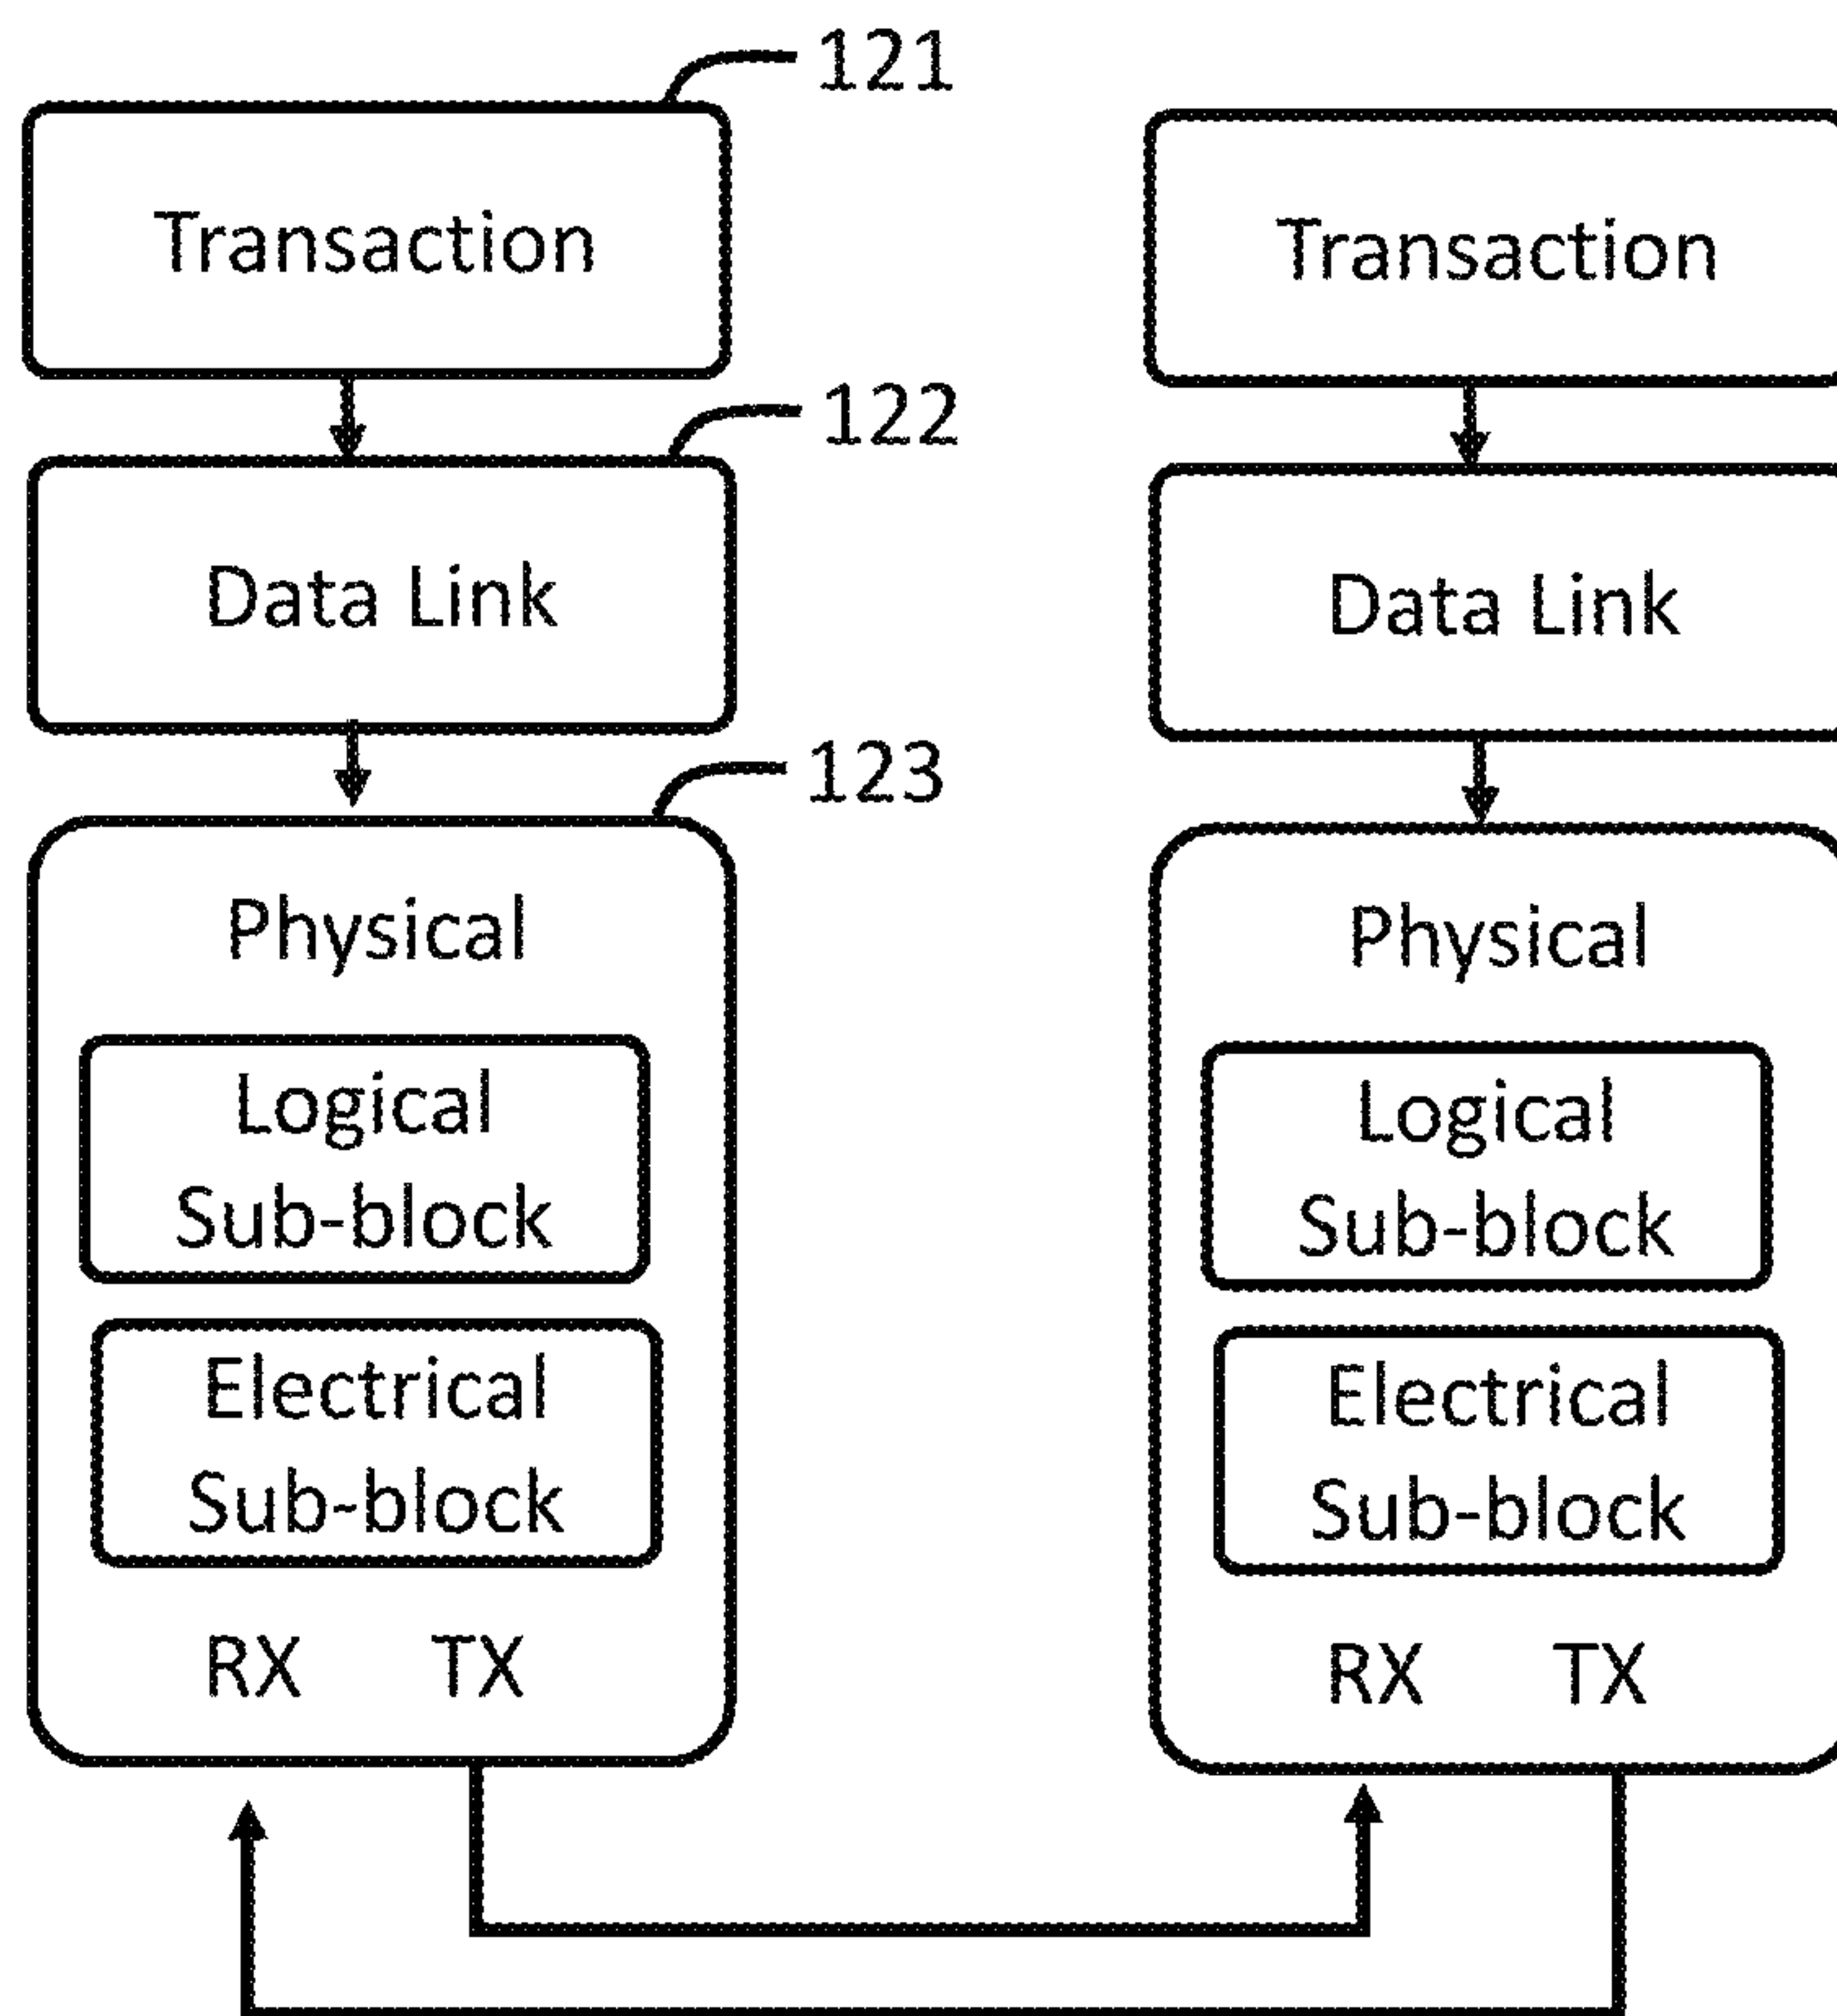 121
Transaction
Transaction
122
Data Link
Data Link
123
Physical
Logical
Sub-block
Electrical
Sub-block
RX TX
Physical
Logical
Sub-block
Electrical
Sub-block
RX TX